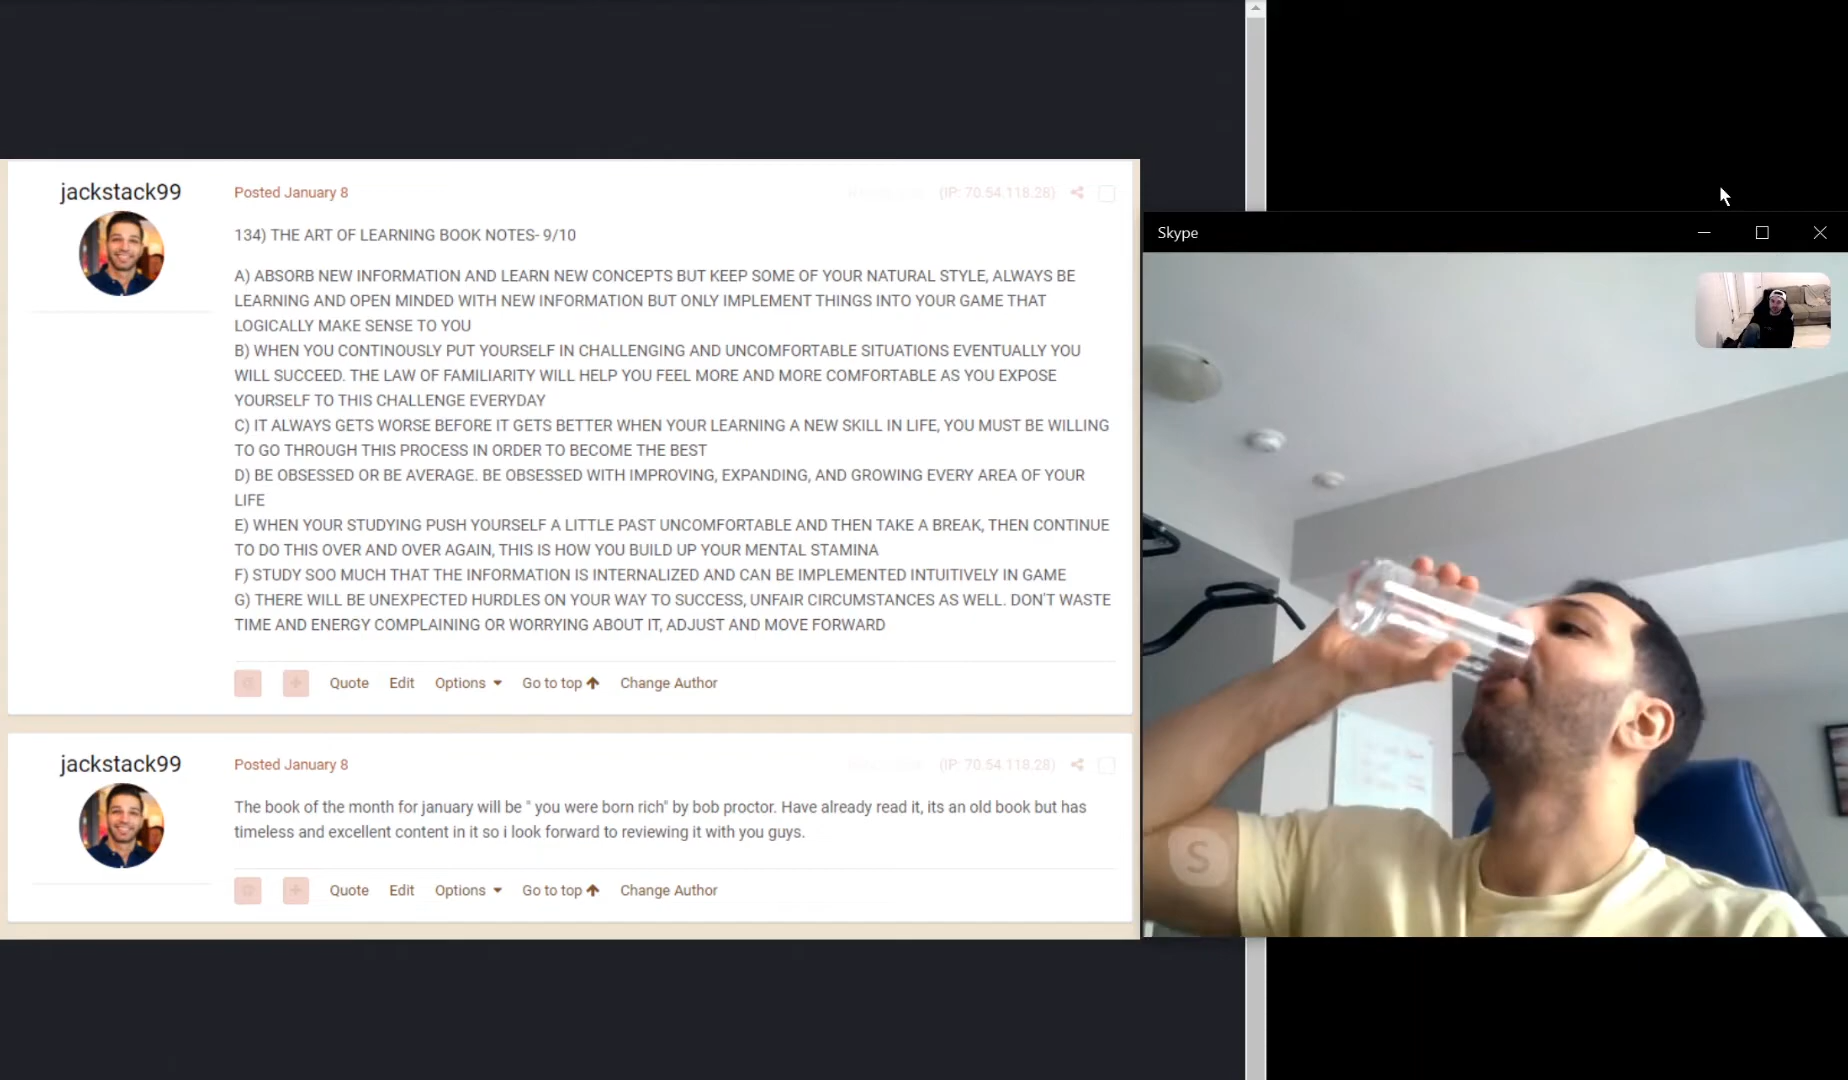 jackstack99
Posted January 8
(IP: 70.54.118.28)
134) THE ART OF LEARNING BOOK NOTES- 9/10
A) ABSORB NEW INFORMATION AND LEARN NEW CONCEPTS BUT KEEP SOME OF YOUR NATURAL STYLE, ALWAYS BE
LEARNING AND OPEN MINDED WITH NEW INFORMATION BUT ONLY IMPLEMENT THINGS INTO YOUR GAME THAT
LOGICALLY MAKE SENSE TO YOU
B) WHEN YOU CONTINOUSLY PUT YOURSELF IN CHALLENGING AND UNCOMFORTABLE SITUATIONS EVENTUALLY YOU
WILL SUCCEED. THE LAW OF FAMILIARITY WILL HELP YOU FEEL MORE AND MORE COMFORTABLE AS YOU EXPOSE
YOURSELF TO THIS CHALLENGE EVERYDAY
C) IT ALWAYS GETS WORSE BEFORE IT GETS BETTER WHEN YOUR LEARNING A NEW SKILL IN LIFE, YOU MUST BE WILLING
TO GO THROUGH THIS PROCESS IN ORDER TO BECOME THE BEST
D) BE OBSESSED OR BE AVERAGE. BE OBSESSED WITH IMPROVING, EXPANDING, AND GROWING EVERY AREA OF YOUR
LIFE
E) WHEN YOUR STUDYING PUSH YOURSELF A LITTLE PAST UNCOMFORTABLE AND THEN TAKE A BREAK, THEN CONTINUE
TO DO THIS OVER AND OVER AGAIN, THIS IS HOW YOU BUILD UP YOUR MENTAL STAMINA
F) STUDY SOO MUCH THAT THE INFORMATION IS INTERNALIZED AND CAN BE IMPLEMENTED INTUITIVELY IN GAME
G) THERE WILL BE UNEXPECTED HURDLES ON YOUR WAY TO SUCCESS, UNFAIR CIRCUMSTANCES AS WELL. DON'T WASTE
TIME AND ENERGY COMPLAINING OR WORRYING ABOUT IT, ADJUST AND MOVE FORWARD
Quote Edit Options Go to top Change Author
jackstack99
Posted January 8
(IP: 70.54.118.28)
The book of the month for january will be " you were born rich" by bob proctor. Have already read it, its an old book but has
timeless and excellent content in it so i look forward to reviewing it with you guys.
Quote Edit Options Go to top Change Author
Skype
S